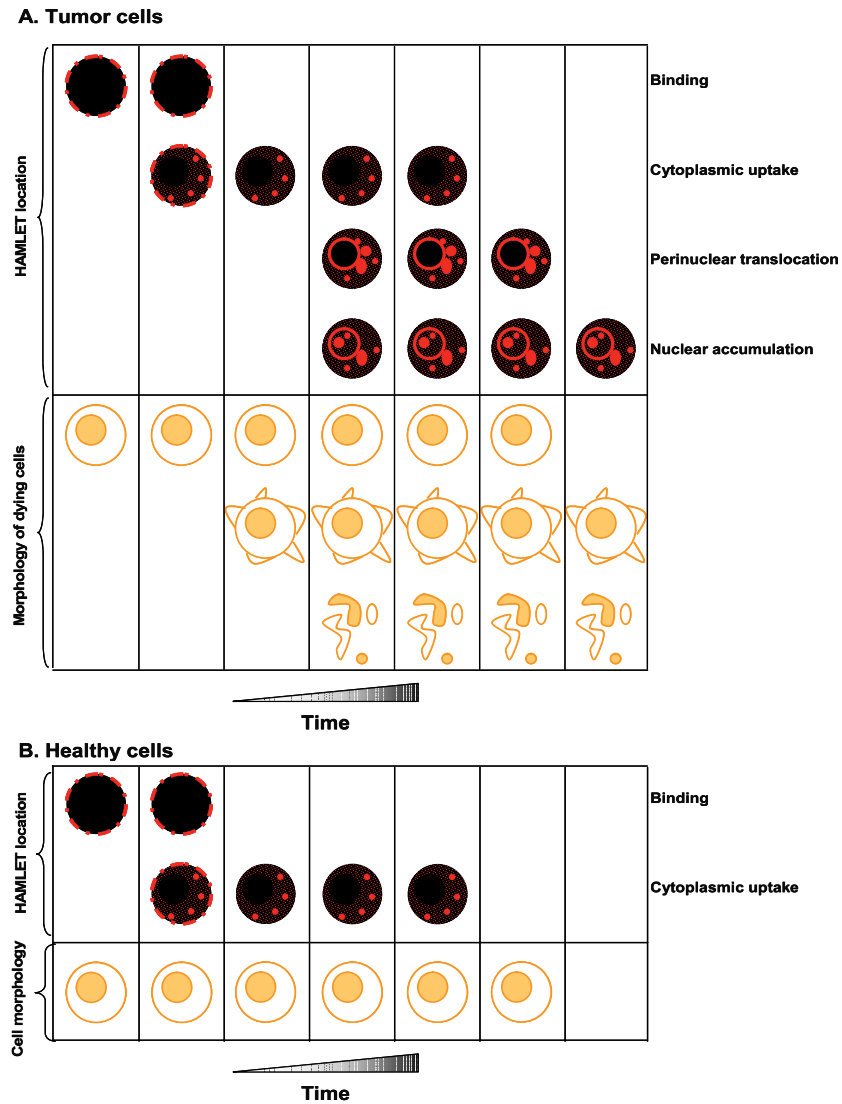 A. Tumor cells
HAMLET location
Binding
Cytoplasmic uptake
Perinuclear translocation
Nuclear accumulation
Morphology of dying cells
Time
B. Healthy cells
HAMLET location
Binding
Cytoplasmic uptake
Cell morphology
Time